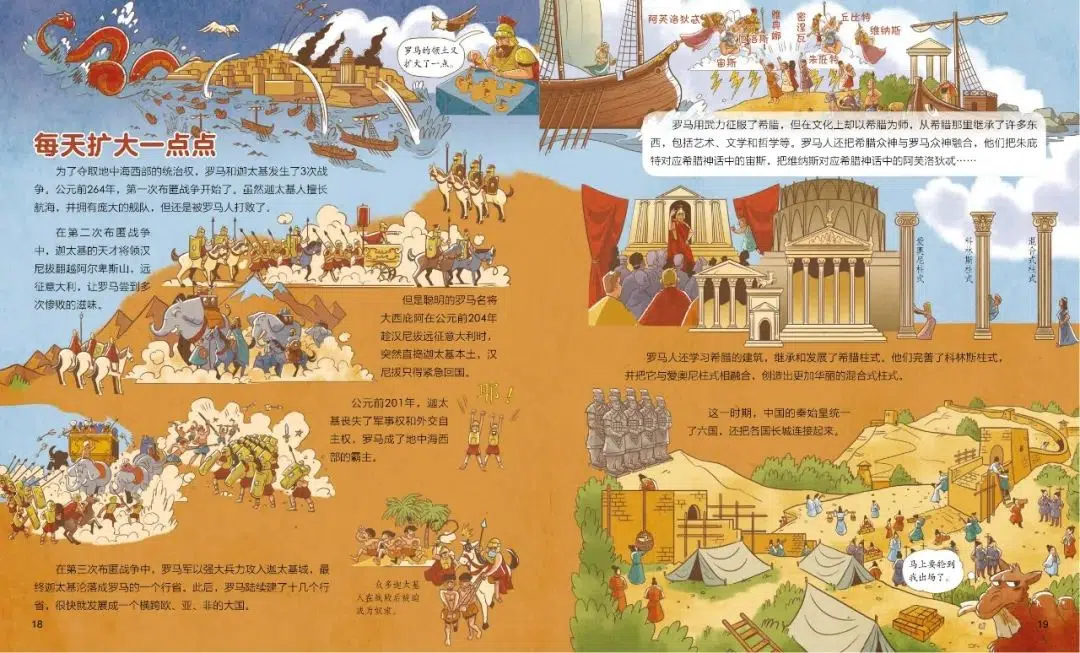 罗马的领土又
扩大了一点。
每天扩大一点点
为了夺取地中海西部的统治权，罗马和迦太基发生了3次战
争。公元前264年，第一次布匿战争开始了。虽然迦太基人擅长
航海，并拥有庞大的舰队，但还是被罗马人打败了。
在第二次布匿战争
中，迦太基的天才将领汉
尼拔翻越阿尔卑斯山，远
征意大利，让罗马尝到多
次惨败的滋味。
但是聪明的罗马名将
大西庇阿在公元前204年
趁汉尼拔远征意大利时，
突然直捣迦太基本土，汉
尼拔只得紧急回国。
耶！
公元前201年，迦太
基丧失了军事权和外交自
主权，罗马成了地中海西
部的霸主。
在第三次布匿战争中，罗马军以强大兵力攻入迦太基城，最
终迦太基沦落成罗马的一个行省。此后，罗马陆续建了十几个行
省，很快就发展成一个横跨欧、亚、非的大国。
众多迦太基
人在战败后被迫
成为奴隶。
18
阿芙洛狄忒
雅典娜
密涅瓦
丘比特
维纳斯
宙斯
朱庇特
罗马用武力征服了希腊，但在文化上却以希腊为师，从希腊那里继承了许多东
西，包括艺术、文学和哲学等。罗马人还把希腊众神与罗马众神融合，他们把朱庇
特对应希腊神话中的宙斯，把维纳斯对应希腊神话中的阿芙洛狄忒……
爱奥尼柱式
科林斯柱式
混合式柱式
罗马人还学习希腊的建筑，继承和发展了希腊柱式。他们完善了科林斯柱式，
并把它与爱奥尼柱式相融合，创造出更加华丽的混合式柱式。
这一时期，中国的秦始皇统一
了六国，还把各国长城连接起来。
马上要轮到
我出场了。
19